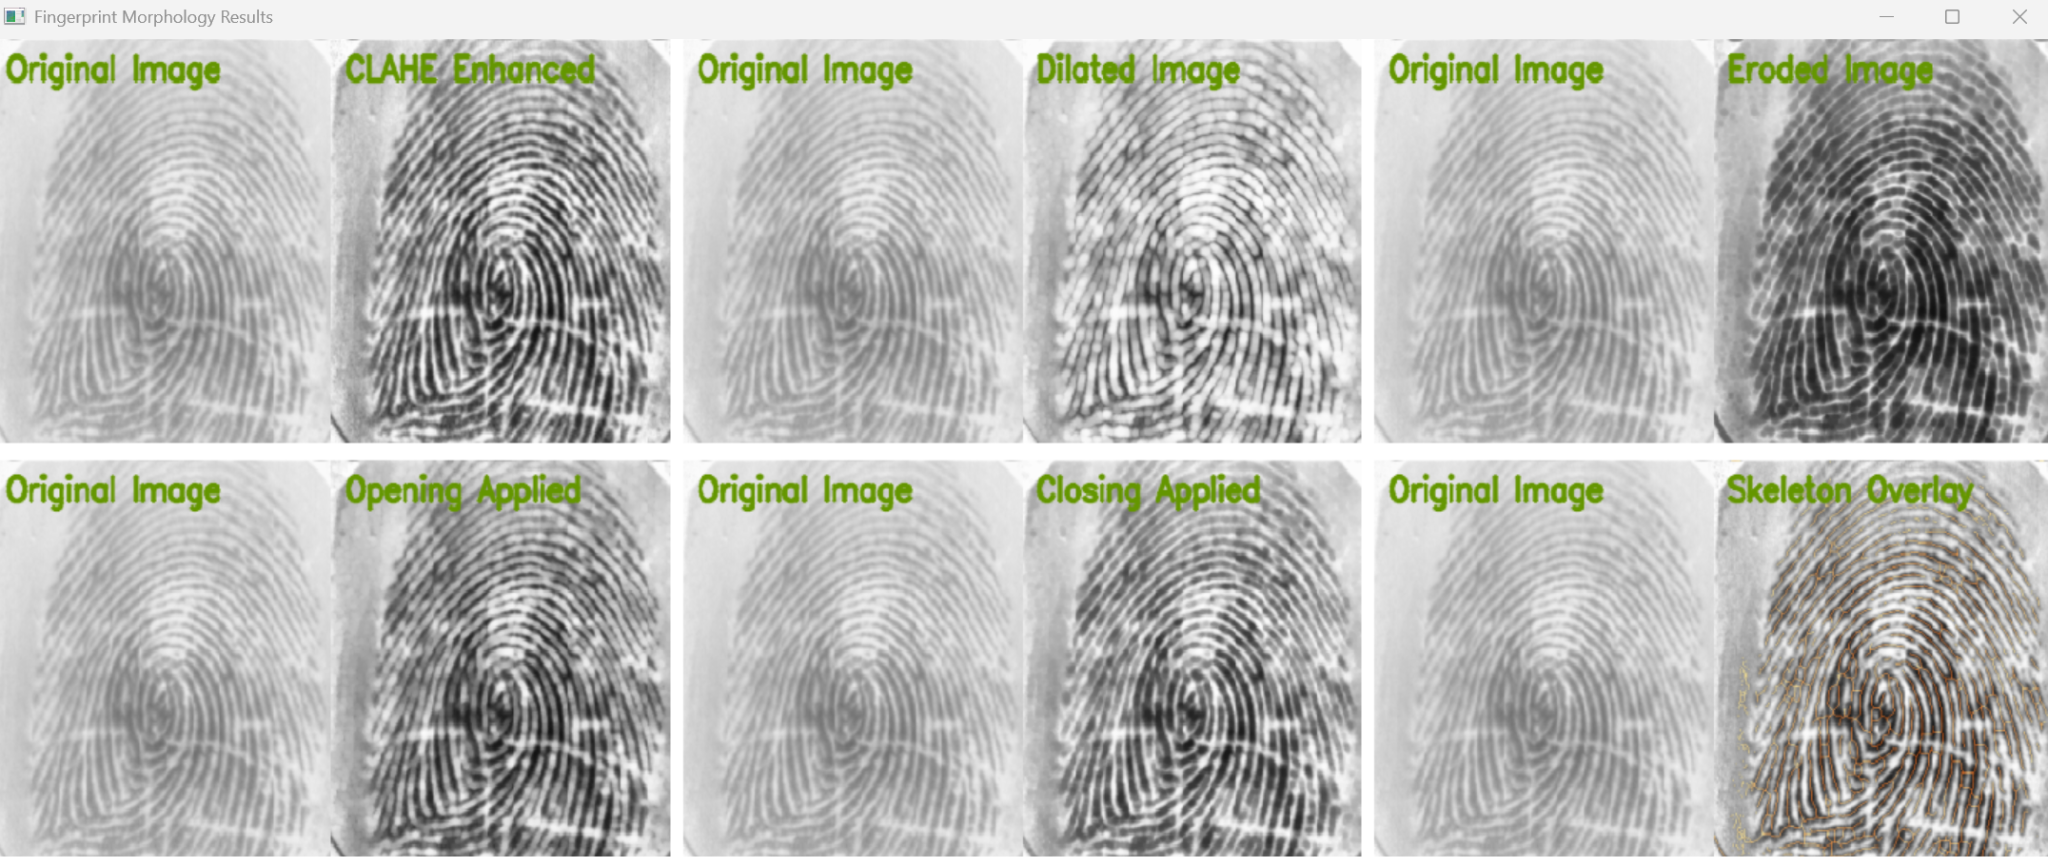 Fingerprint Morphology Results
Original Image
CLAHE Enhanced
Original Image
Dilated Image
Original Image
Eroded Image
Original Image
Opening Applied
Original Image
Closing Applied
Original Image
Skeleton Overlay